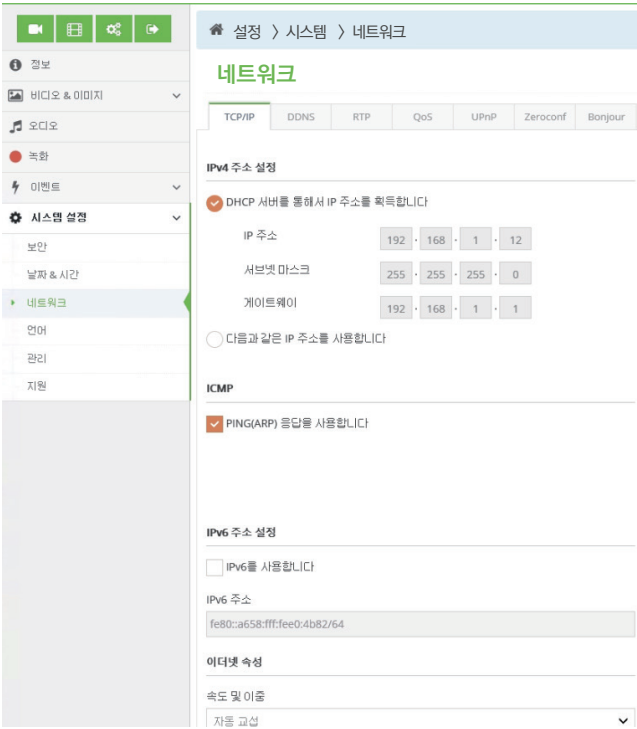 설정 〉시스템 〉네트워크
정보
비디오 & 이미지
오디오
녹화
이벤트
시스템 설정
보안
날짜 & 시간
네트워크
언어
관리
지원
네트워크
TCP/IP DDNS RTP QoS UPnP Zeroconf Bonjour
IPv4 주소 설정
DHCP 서버를 통해서 IP 주소를 획득합니다
IP 주소 192 · 168 · 1 · 12
서브넷 마스크 255 · 255 · 255 · 0
게이트웨이 192 · 168 · 1 · 1
다음과 같은 IP 주소를 사용합니다
ICMP
PING(ARP) 응답을 사용합니다
IPv6 주소 설정
IPv6를 사용합니다
IPv6 주소
fe80::a658:fff:fee0:4b82/64
이더넷 속성
속도 및 이중
자동 교섭